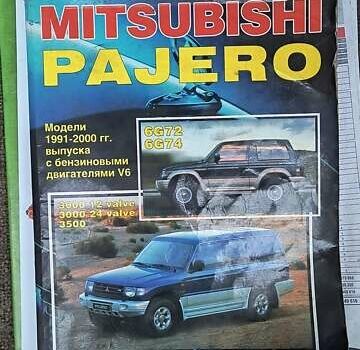 MITSUBISHI
PAJERO
Модели
1991-2000 гг.
выпуска
с бензиновыми
двигателями V6
6G72
6G74
3000-12 valve
3000-24 valve
3500